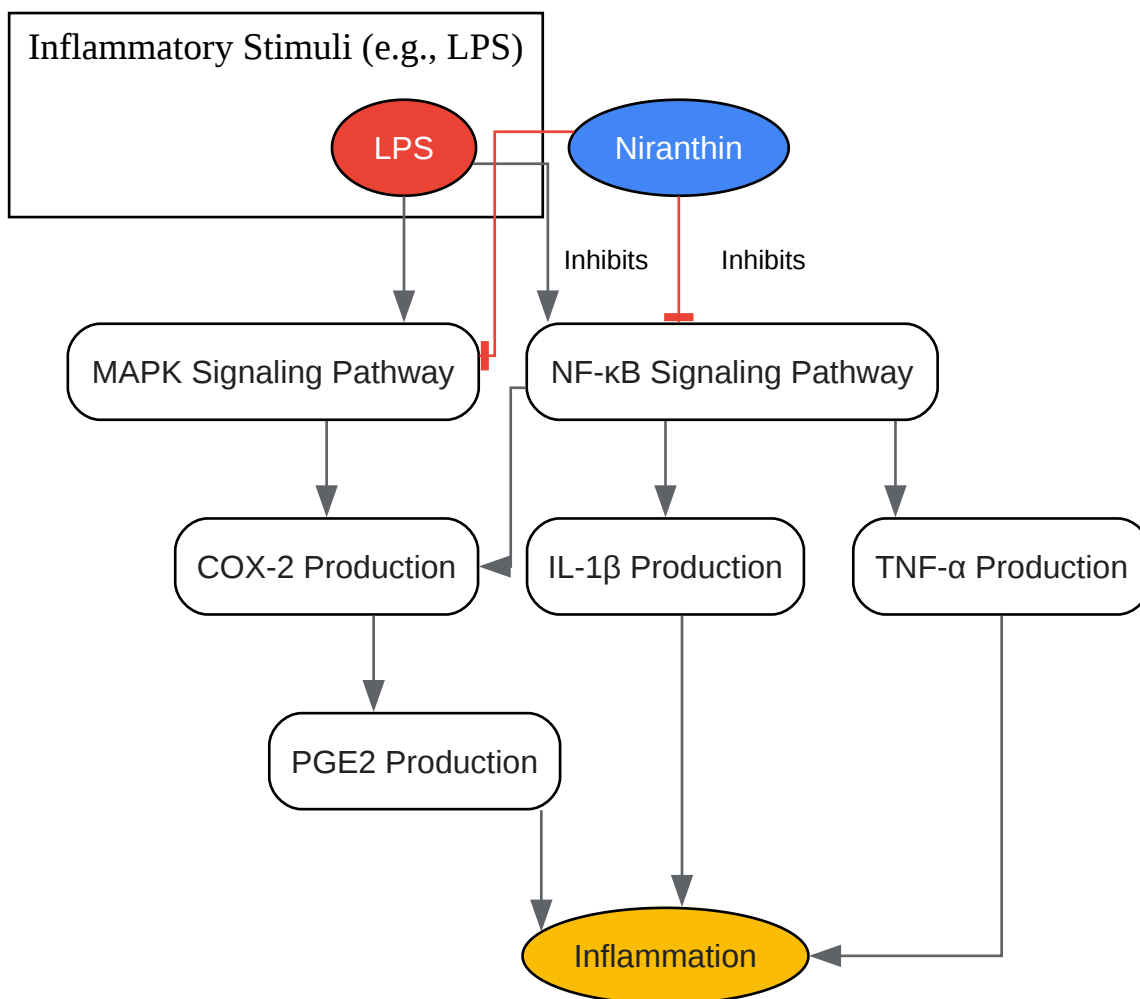 Inflammatory Stimuli (e.g., LPS)
LPS
Niranthin
Inhibits
Inhibits
MAPK Signaling Pathway
NF-κB Signaling Pathway
COX-2 Production
IL-1β Production
TNF-α Production
PGE2 Production
Inflammation